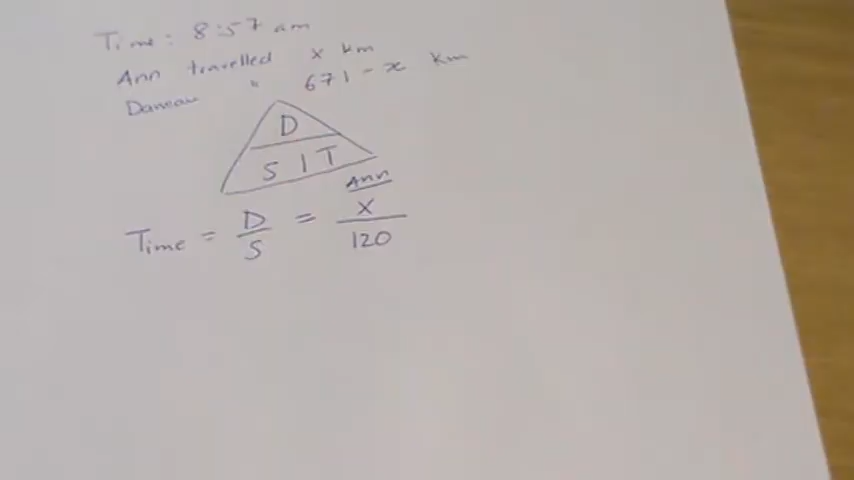 Time: 8:57 am
Ann travelled x km
" 671 - x km
D
S | T
Ann
Time = D/S = X/120